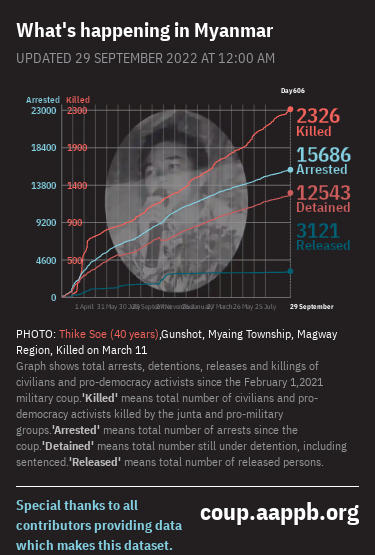 What's happening in Myanmar
UPDATED 29 SEPTEMBER 2022 AT 12:00 AM
Day606
Arrested Killed
23000 2300
18400 1900
13800 1400
9200 900
4600 500
0
2326
Killed
15686
Arrested
12543
Detained
3121
Released
1 April 31 May 30 July 25 July
29 September
PHOTO: Thike Soe (40 years),Gunshot, Myaing Township, Magway
Region, Killed on March 11
Graph shows total arrests, detentions, releases and killings of
civilians and pro-democracy activists since the February 1,2021
military coup.'Killed' means total number of civilians and pro-
democracy activists killed by the junta and pro-military
groups.'Arrested' means total number of arrests since the
coup.'Detained' means total number still under detention, including
sentenced.'Released' means total number of released persons.
Special thanks to all
contributors providing data
which makes this dataset.
coup.aappb.org